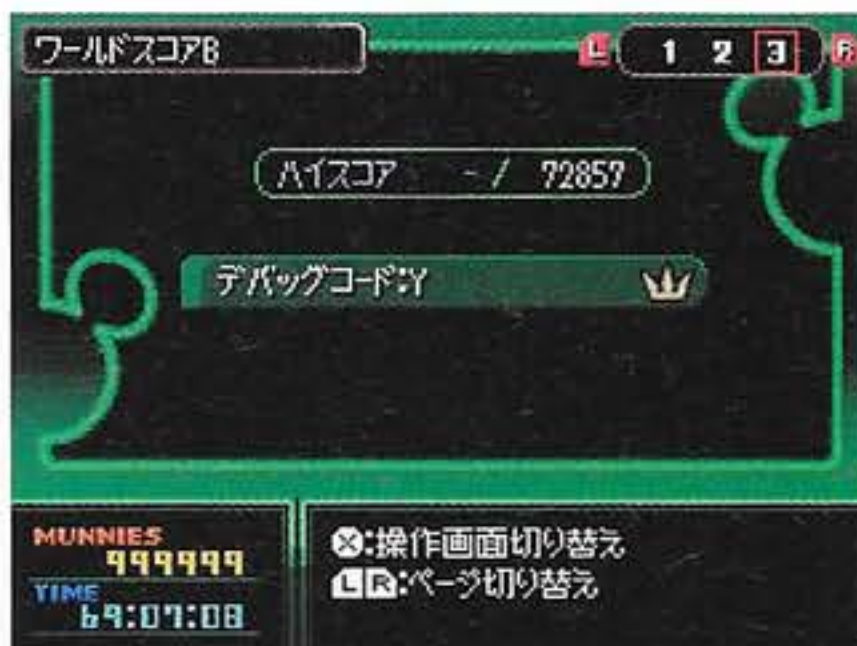 ワールドスコアB
L 1 2 3 R
ハイスコア - / 72857
デバッグコード:Y
MUNNIES
999999
TIME
69:07:08
Ⓧ:操作画面切り替え
LR:ページ切り替え